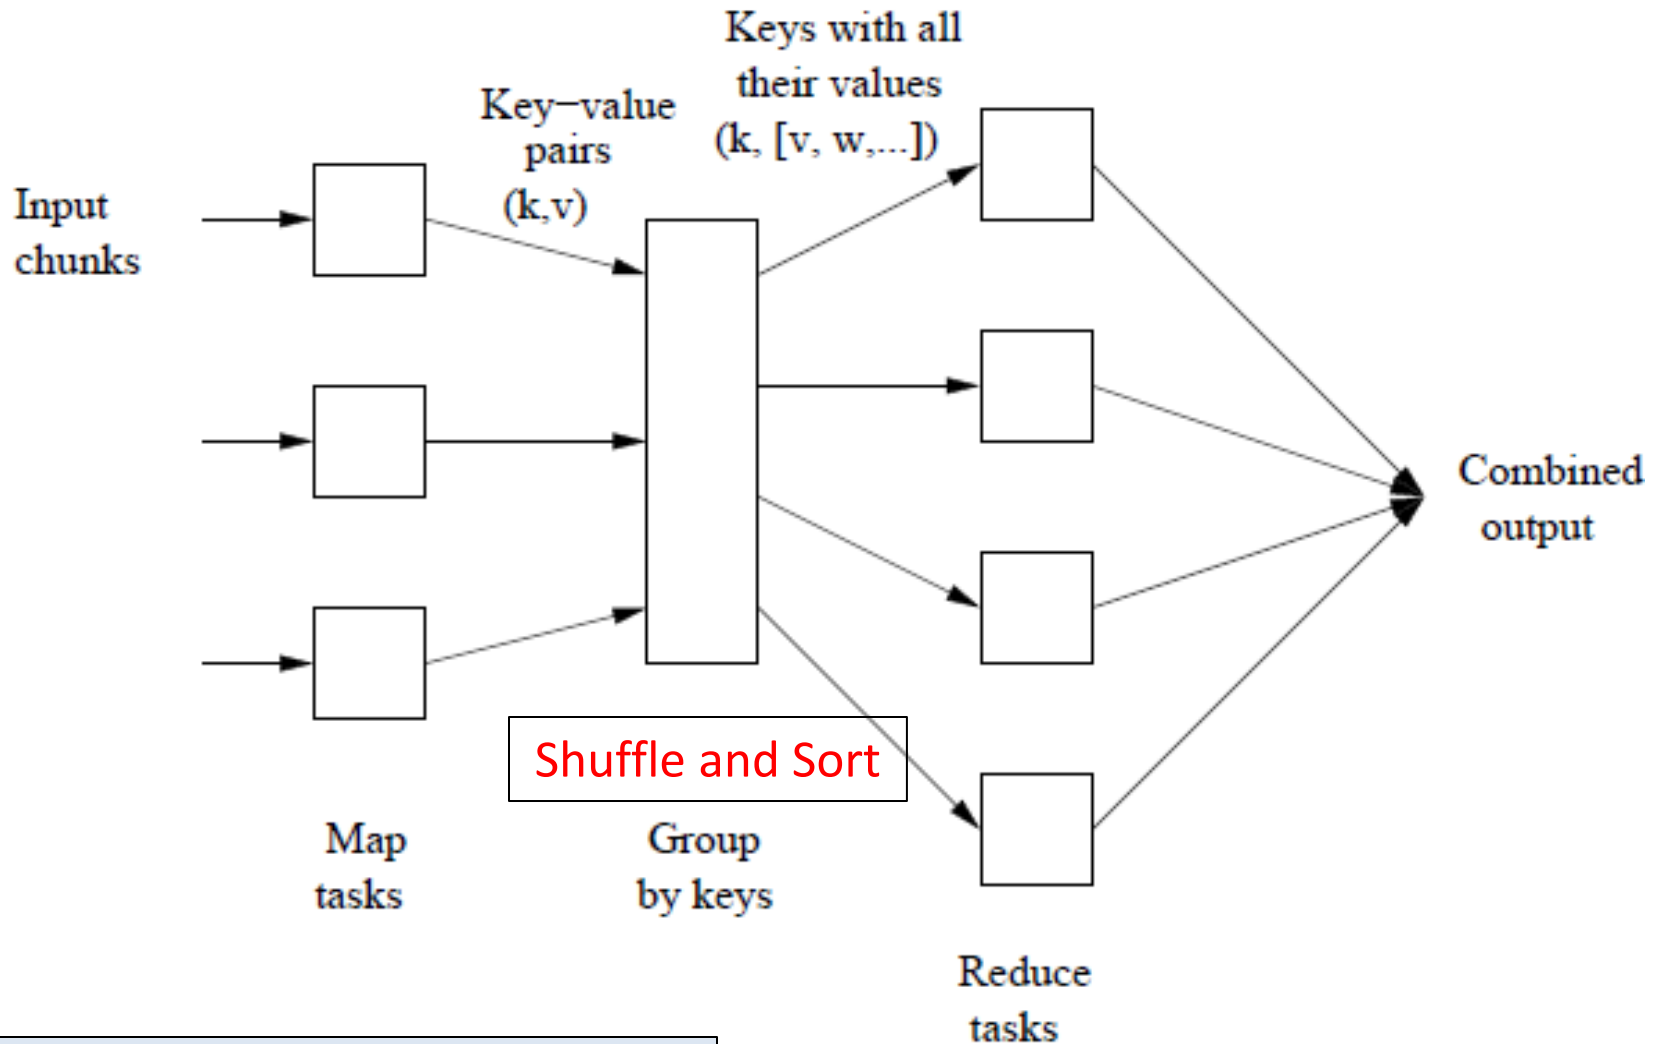 Keys with all
their values
(k, [v, w,...])
Key−value
pairs
(k,v)
Input
chunks
Combined
output
Shuffle and Sort
Map
tasks
Group
by keys
Reduce
tasks